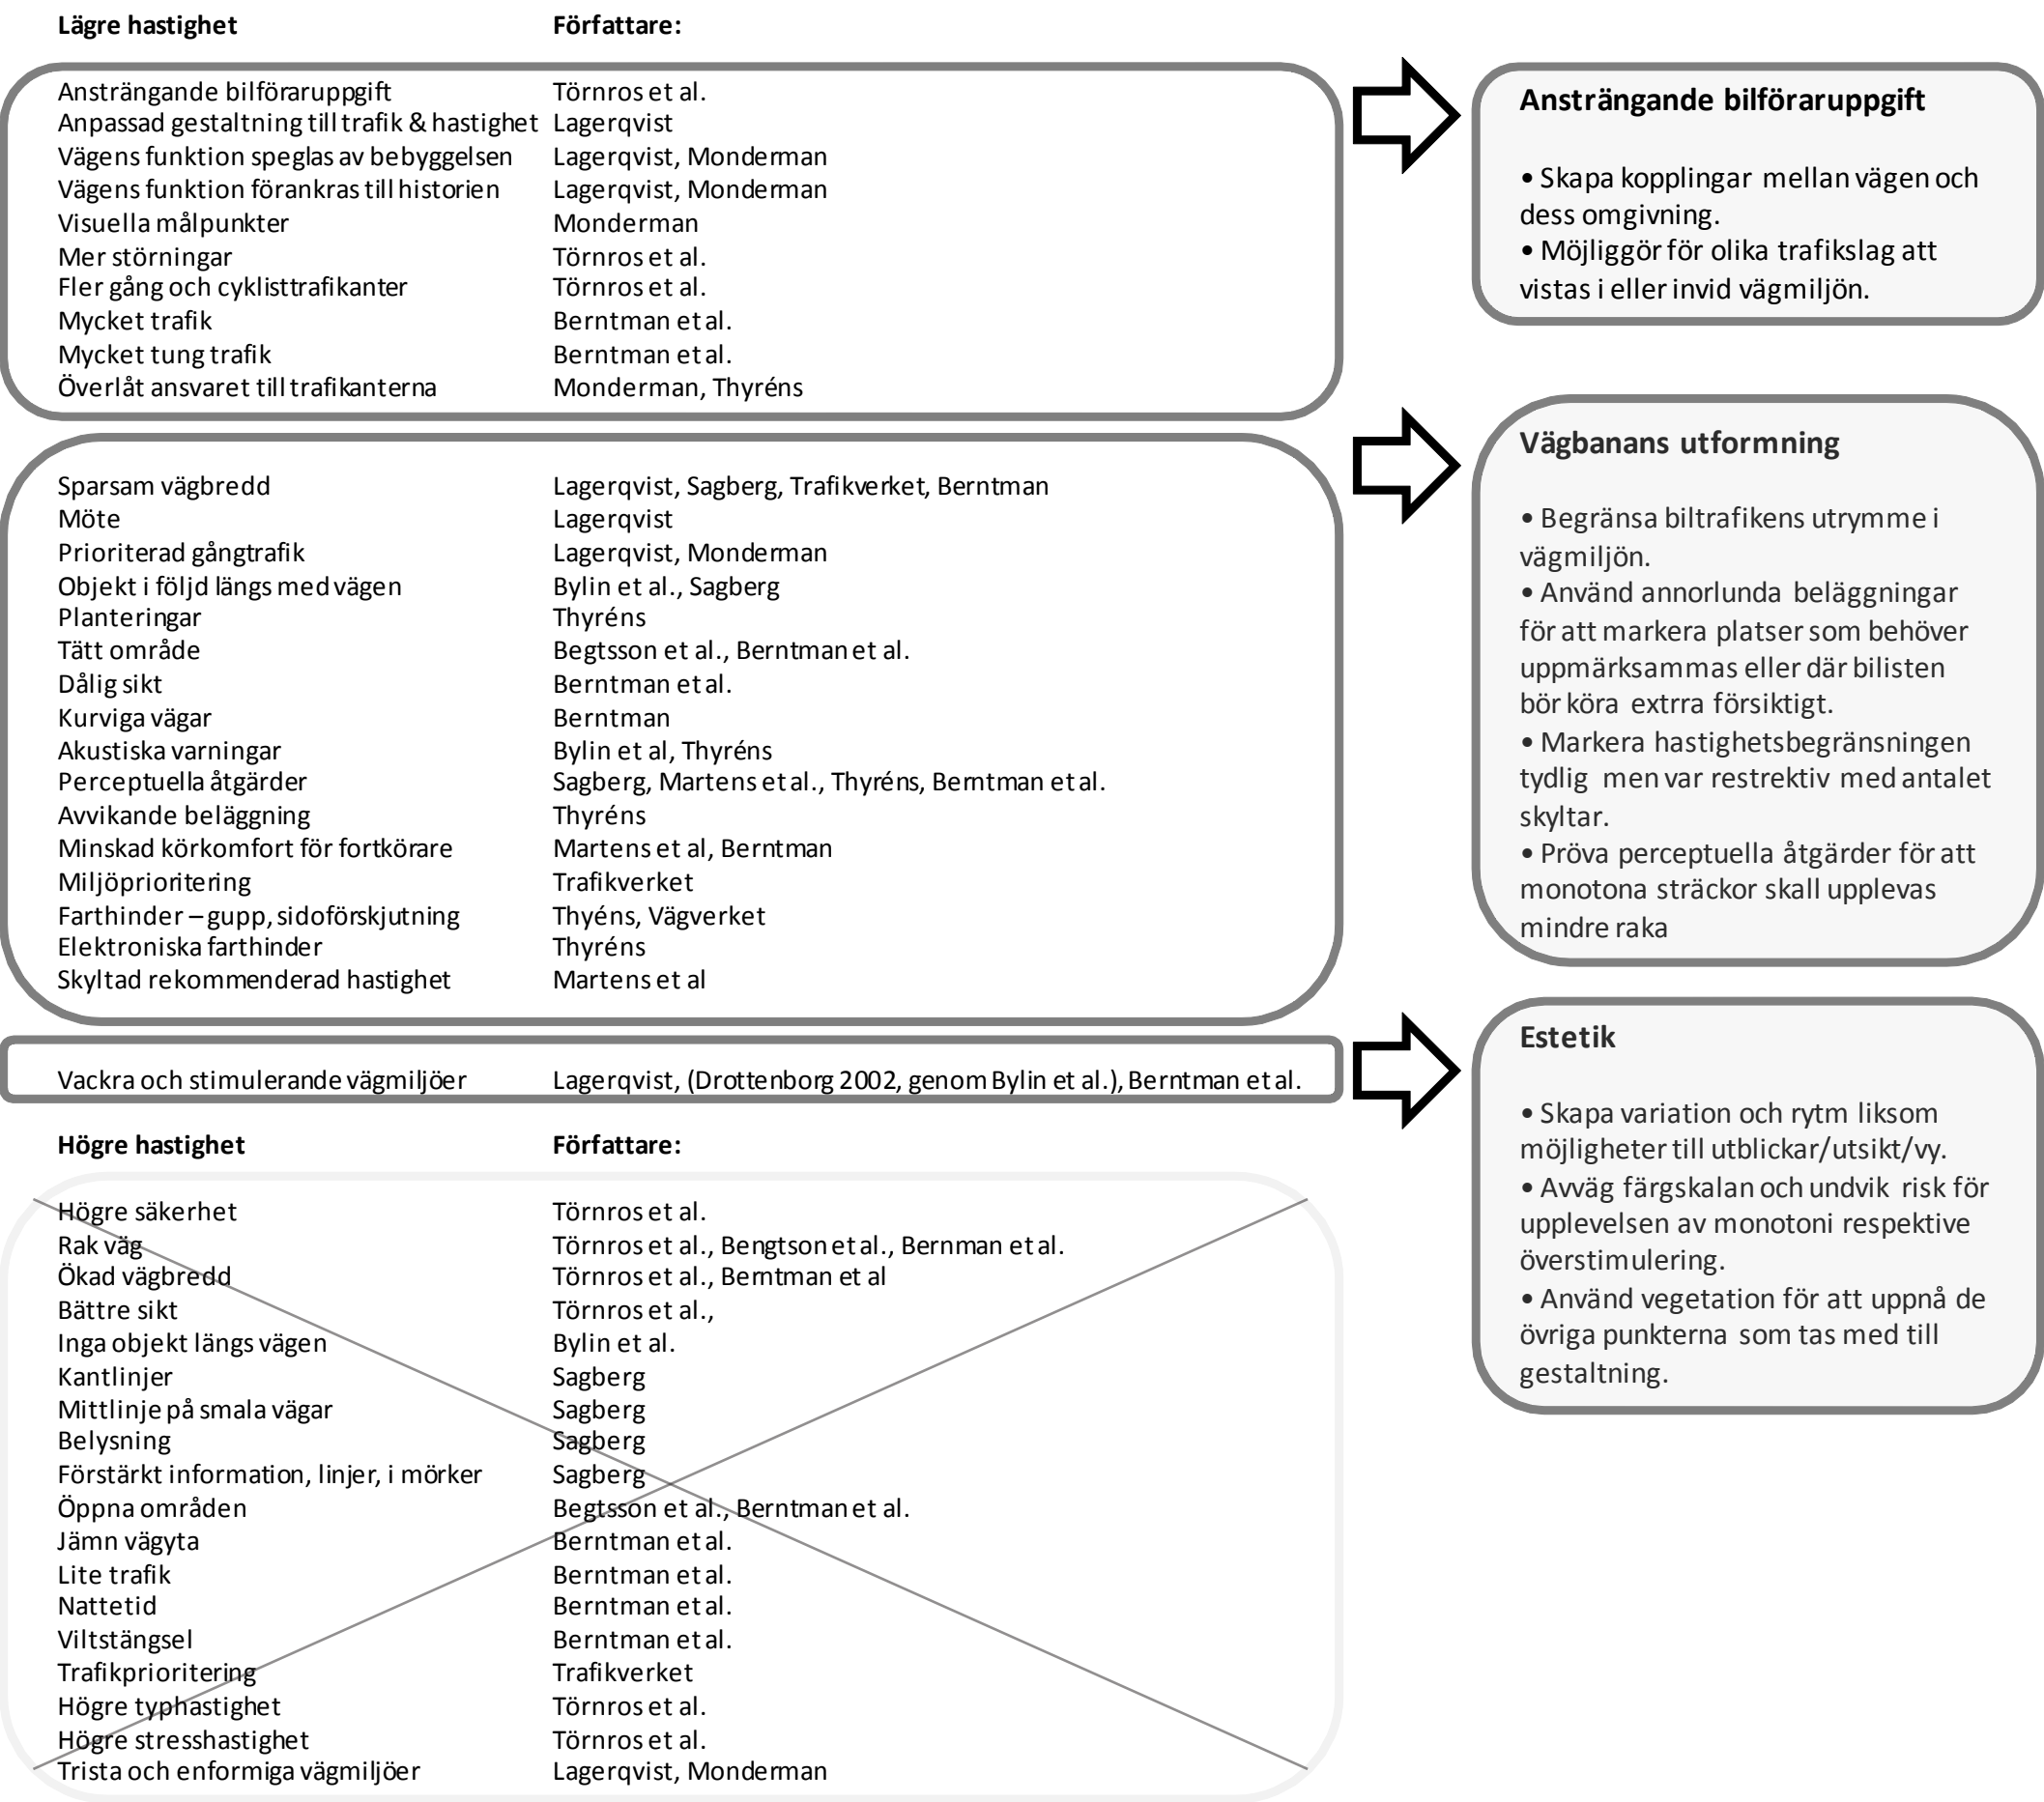 Lägre hastighet Författare:
Ansträngande bilföraruppgift Törnros et al.
Anpassad gestaltning till trafik & hastighet Lagerqvist
Vägens funktion speglas av bebyggelsen Lagerqvist, Monderman
Vägens funktion förankras till historien Lagerqvist, Monderman
Visuella målpunkter Monderman
Mer störningar Törnros et al.
Fler gång och cyklisttrafikanter Törnros et al.
Mycket trafik Berntman et al.
Mycket tung trafik Berntman et al.
Överlåt ansvaret till trafikanterna Monderman, Thyréns
Ansträngande bilföraruppgift
• Skapa kopplingar mellan vägen och
dess omgivning.
• Möjliggör för olika trafikslag att
vistas i eller invid vägmiljön.
Sparsam vägbredd Lagerqvist, Sagberg, Trafikverket, Berntman
Möte Lagerqvist
Prioriterad gångtrafik Lagerqvist, Monderman
Objekt i följd längs med vägen Bylin et al., Sagberg
Planteringar Thyréns
Tätt område Begtsson et al., Berntman et al.
Dålig sikt Berntman et al.
Kurviga vägar Berntman
Akustiska varningar Bylin et al, Thyréns
Perceptuella åtgärder Sagberg, Martens et al., Thyréns, Berntman et al.
Avvikande beläggning Thyréns
Minskad körkomfort för fortkörare Martens et al, Berntman
Miljöprioritering Trafikverket
Farthinder – gupp, sidoförskjutning Thyéns, Vägverket
Elektroniska farthinder Thyréns
Skyltad rekommenderad hastighet Martens et al
Vägbanans utformning
• Begränsa biltrafikens utrymme i
vägmiljön.
• Använd annorlunda beläggningar
för att markera platser som behöver
uppmärksammas eller där bilisten
bör köra extrra försiktigt.
• Markera hastighetsbegränsningen
tydlig men var restrektiv med antalet
skyltar.
• Pröva perceptuella åtgärder för att
monotona sträckor skall upplevas
mindre raka
Vackra och stimulerande vägmiljöer Lagerqvist, (Drottenborg 2002, genom Bylin et al.), Berntman et al.
Estetik
• Skapa variation och rytm liksom
möjligheter till utblickar/utsikt/vy.
• Avväg färgskalan och undvik risk för
upplevelsen av monotoni respektive
överstimulering.
• Använd vegetation för att uppnå de
övriga punkterna som tas med till
gestaltning.
Högre hastighet Författare:
Högre säkerhet Törnros et al.
Rak väg Törnros et al., Bengtson et al., Bernman et al.
Ökad vägbredd Törnros et al., Berntman et al
Bättre sikt Törnros et al.,
Inga objekt längs vägen Bylin et al.
Kantlinjer Sagberg
Mittlinje på smala vägar Sagberg
Belysning Sagberg
Förstärkt information, linjer, i mörker Sagberg
Öppna områden Begtsson et al., Berntman et al.
Jämn vägyta Berntman et al.
Lite trafik Berntman et al.
Nattetid Berntman et al.
Viltstängsel Berntman et al.
Trafikprioritering Trafikverket
Högre typhastighet Törnros et al.
Högre stresshastighet Törnros et al.
Trista och enformiga vägmiljöer Lagerqvist, Monderman